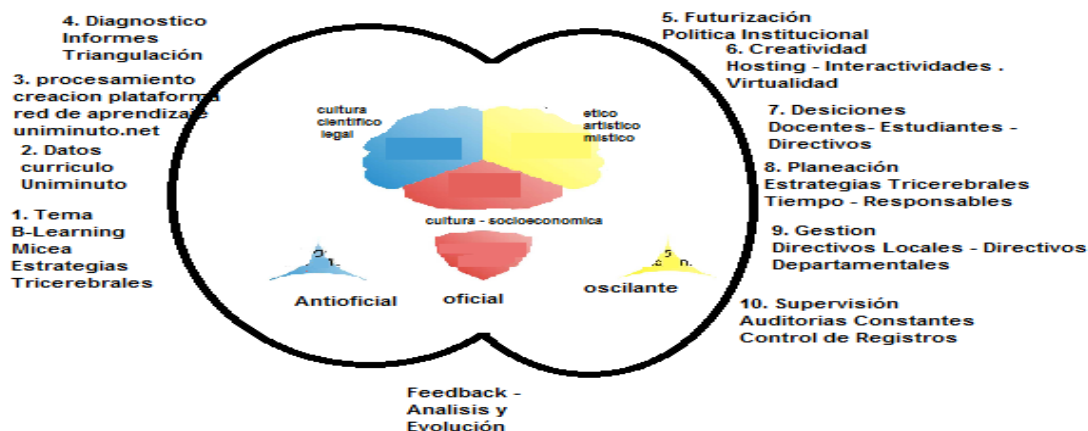 4. Diagnostico
Informes
Triangulación
3. procesamiento
creacion plataforma
red de aprendizaje
uniminuto.net
2. Datos
curriculo
Uniminuto
1. Tema
B-Learning
Micea
Estrategias
Tricerebrales
cultura
cientifico
legal
etico
artistico
mistico
cultura - socioeconomica
Antioficial
oficial
oscilante
5. Futurización
Politica Institucional
6. Creatividad
Hosting - Interactividades .
Virtualidad
7. Desiciones
Docentes- Estudiantes -
Directivos
8. Planeación
Estrategias Tricerebrales
Tiempo - Responsables
9. Gestion
Directivos Locales - Directivos
Departamentales
10. Supervisión
Auditorias Constantes
Control de Registros
Feedback -
Analisis y
Evolución